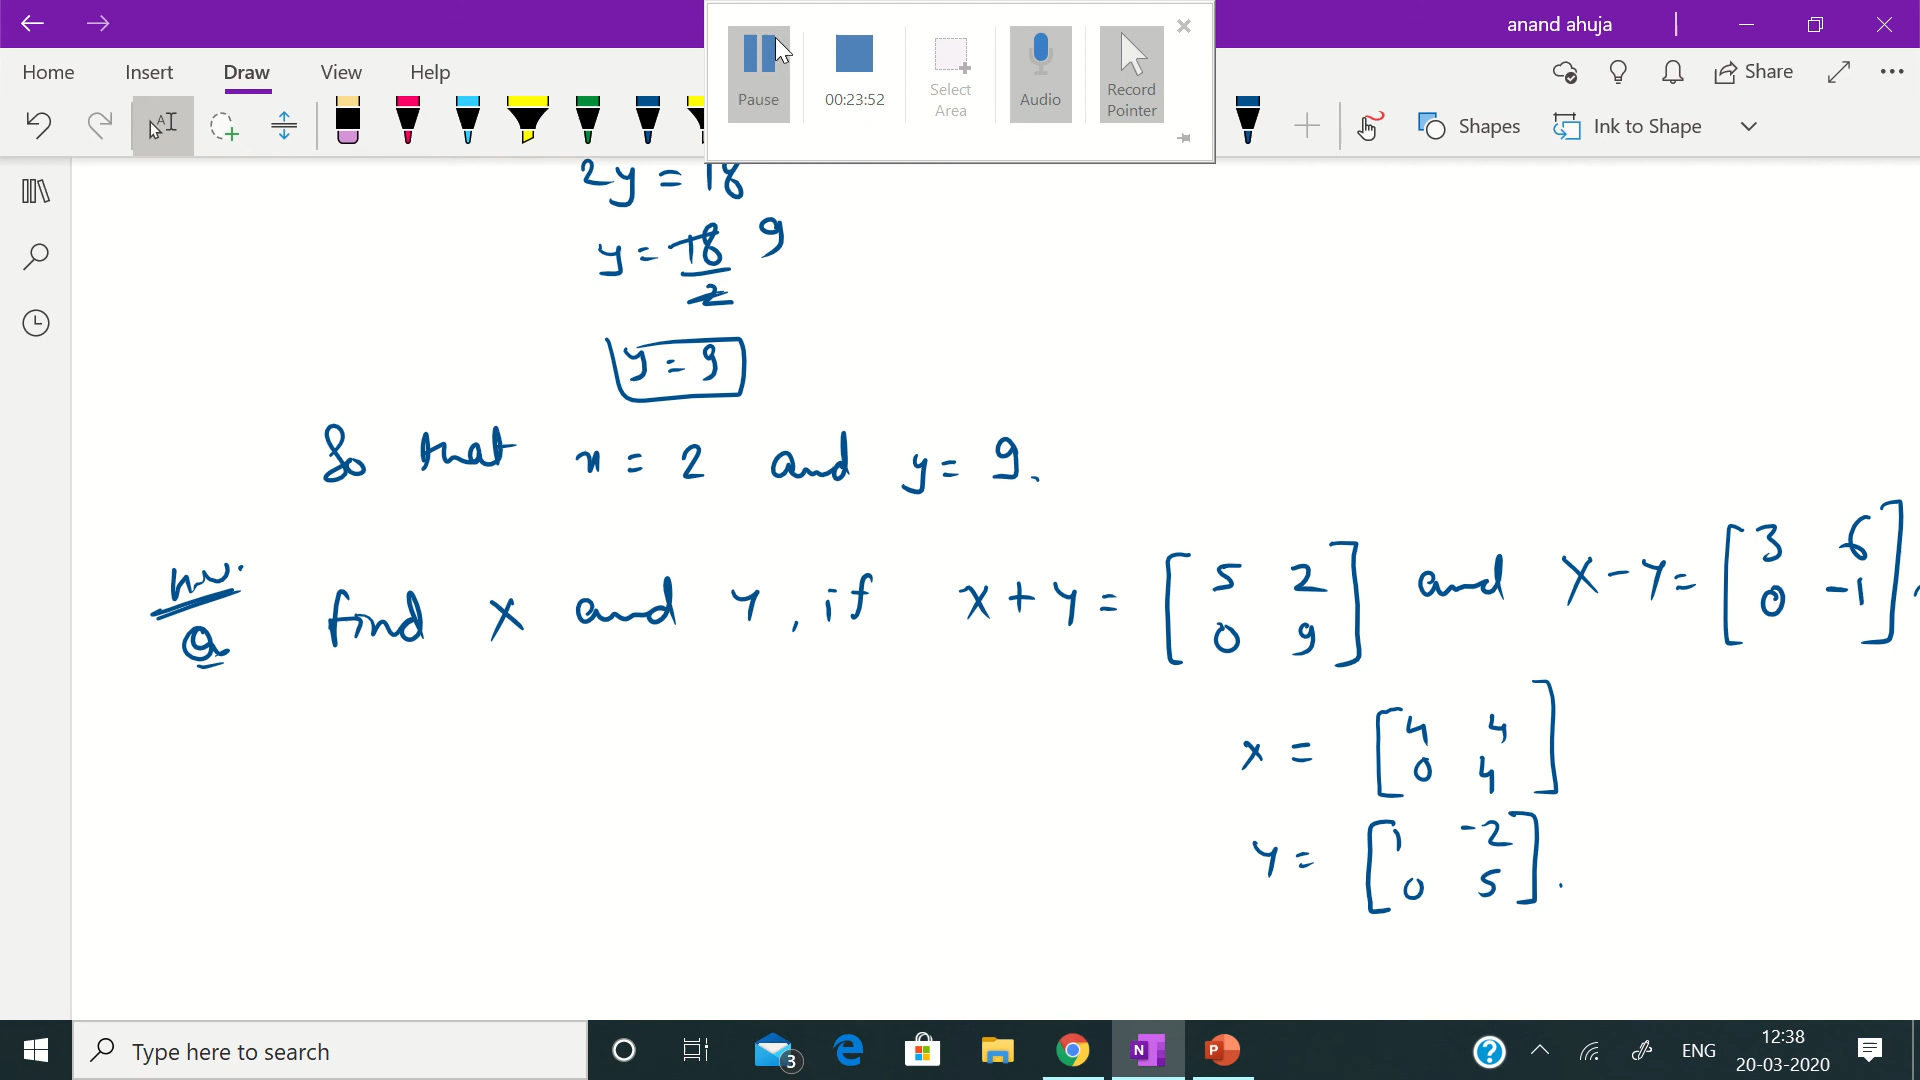 anand ahuja
Home Insert Draw View Help
Pause
00:23:52
Select Area
Audio
Record Pointer
Share
Shapes
Ink to Shape
2y = 18
y = 18/2 9
y = 9
So that x = 2 and y = 9.
h.w.
Q find X and Y, if X + Y = [5 2 0 9] and X - Y = [3 6 0 -1]
X = [4 4 0 4]
Y = [1 -2 0 5].
Type here to search
3
ENG
12:38
20-03-2020